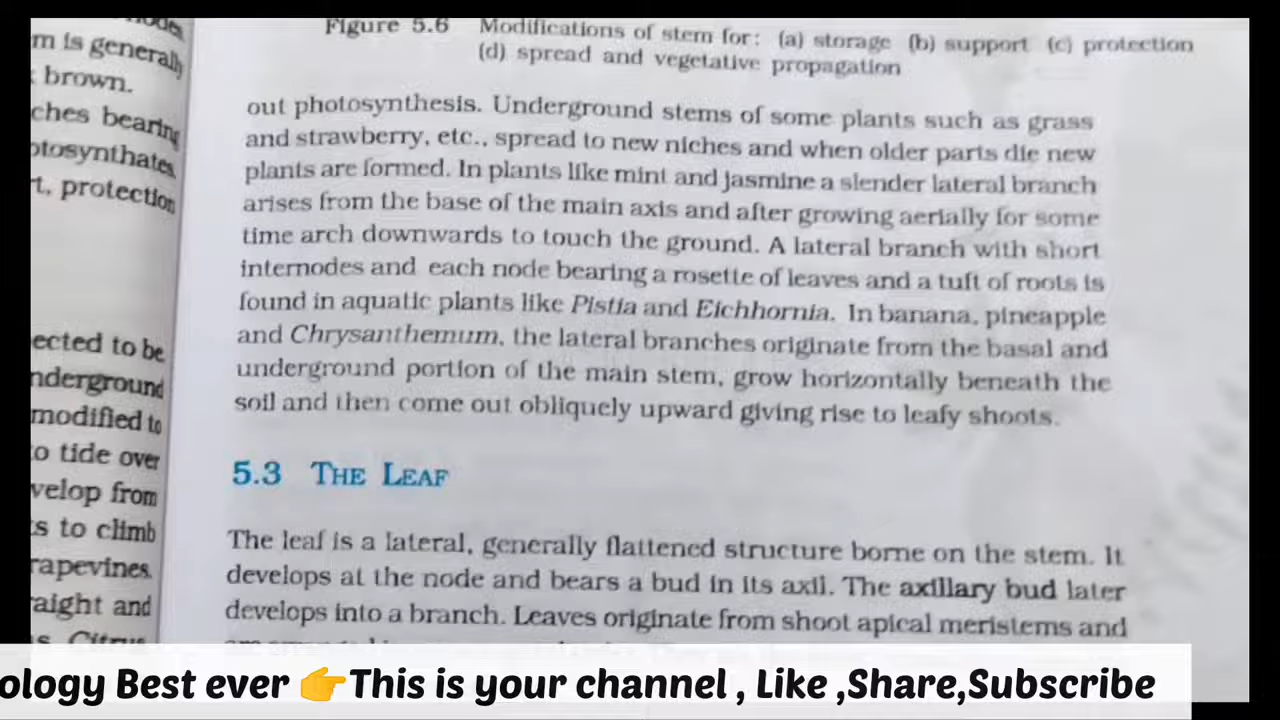 m is generally
brown.
ches bearing
otosynthates
rt, protection
ected to be
nderground
modified to
to tide over
velop from
ts to climb
rapevines
raight and
Citrus
Figure 5.6 Modifications of stem for: (a) storage (b) support (c) protection
(d) spread and vegetative propagation
out photosynthesis. Underground stems of some plants such as grass
and strawberry, etc., spread to new niches and when older parts die new
plants are formed. In plants like mint and jasmine a slender lateral branch
arises from the base of the main axis and after growing aerially for some
time arch downwards to touch the ground. A lateral branch with short
internodes and each node bearing a rosette of leaves and a tuft of roots is
found in aquatic plants like Pistia and Eichhornia. In banana, pineapple
and Chrysanthemum, the lateral branches originate from the basal and
underground portion of the main stem, grow horizontally beneath the
soil and then come out obliquely upward giving rise to leafy shoots.
5.3 THE LEAF
The leaf is a lateral, generally flattened structure borne on the stem. It
develops at the node and bears a bud in its axil. The axillary bud later
develops into a branch. Leaves originate from shoot apical meristems and
ology Best ever 👉This is your channel , Like ,Share,Subscribe